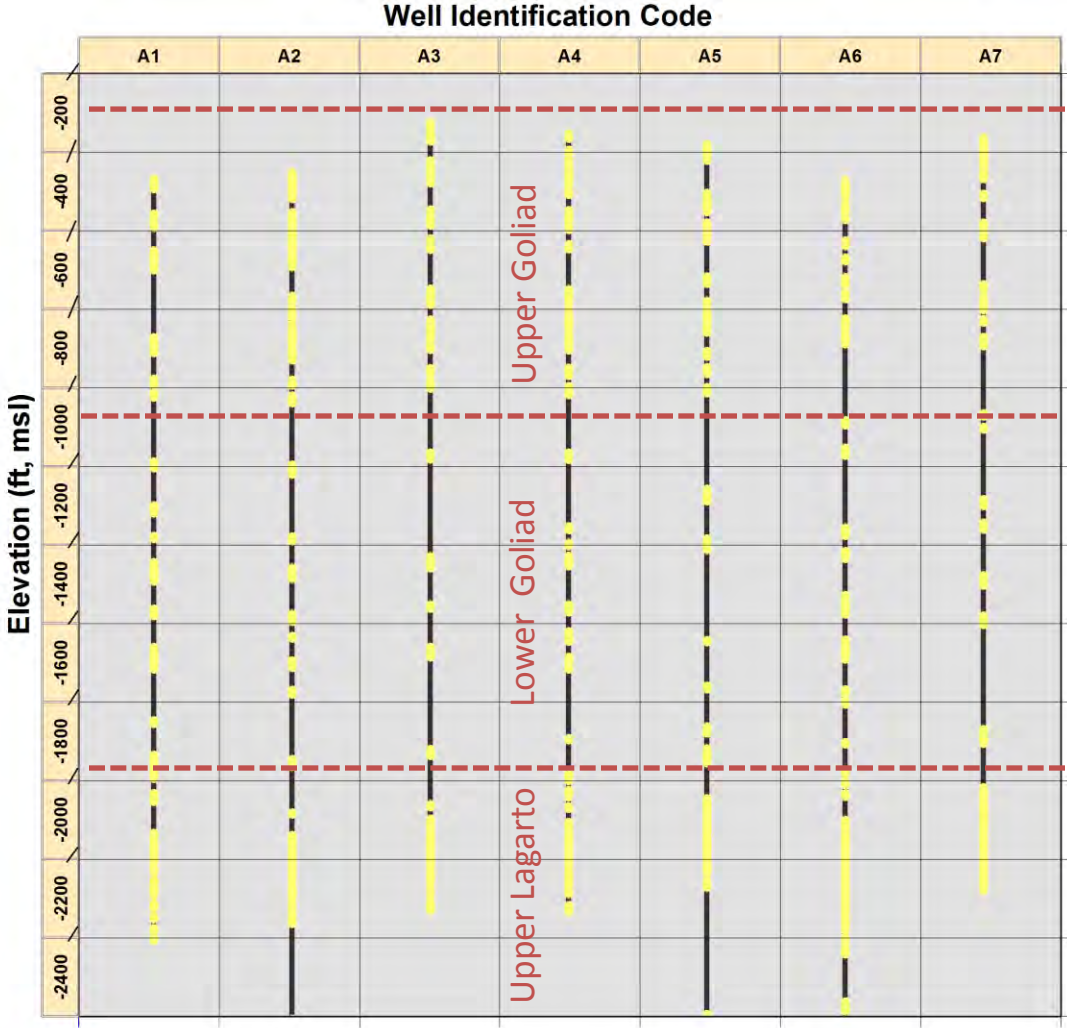 Well Identification Code
A1 A2 A3 A4 A5 A6 A7
Elevation (ft, msl)
-200
-400
-600
-800
-1000
-1200
-1400
-1600
-1800
-2000
-2200
-2400
Upper Goliad
Lower Goliad
Upper Lagarto